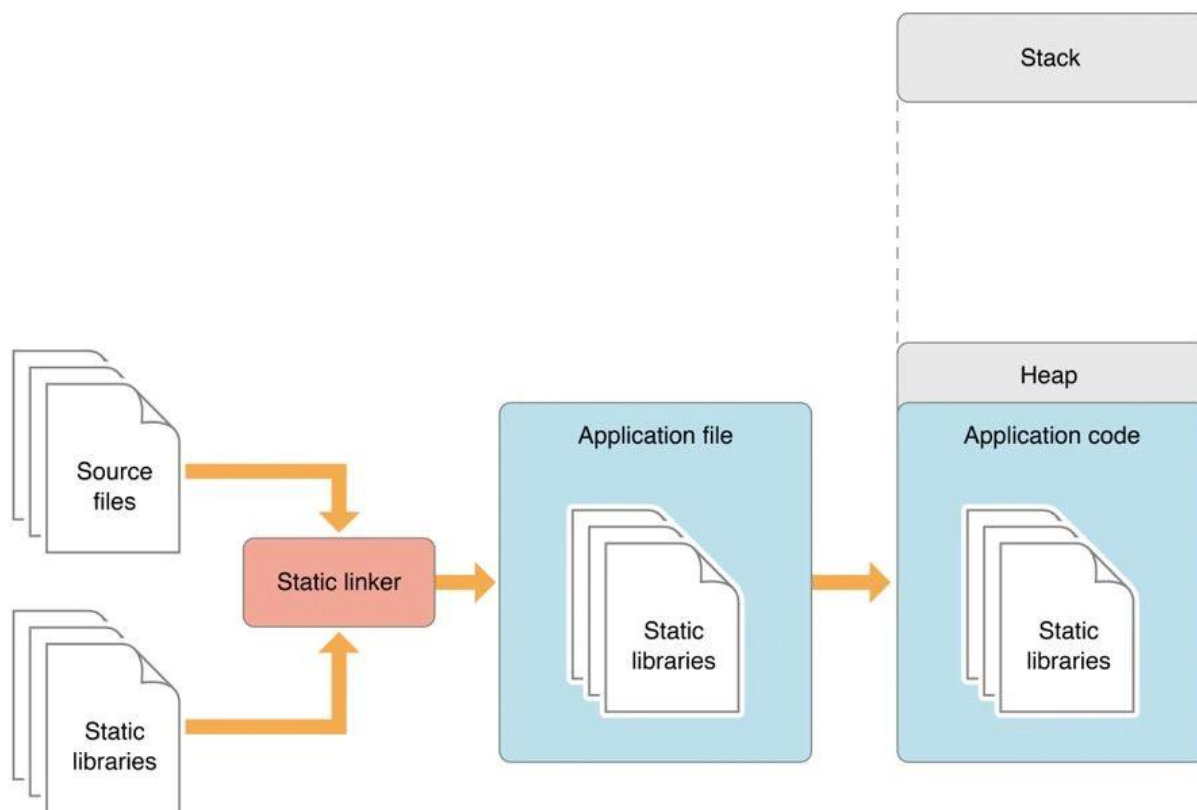 Stack
Heap
Application file
Application code
Source
files
Static linker
Static
libraries
Static
libraries
Static
libraries